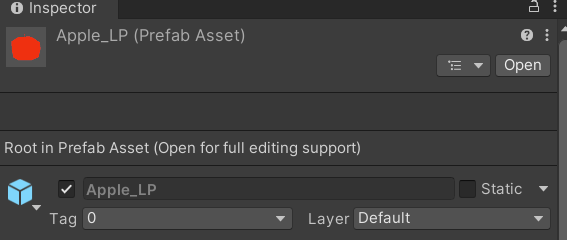 Inspector
Apple_LP (Prefab Asset)
Open
Root in Prefab Asset (Open for full editing support)
Apple_LP Static
Tag 0 Layer Default